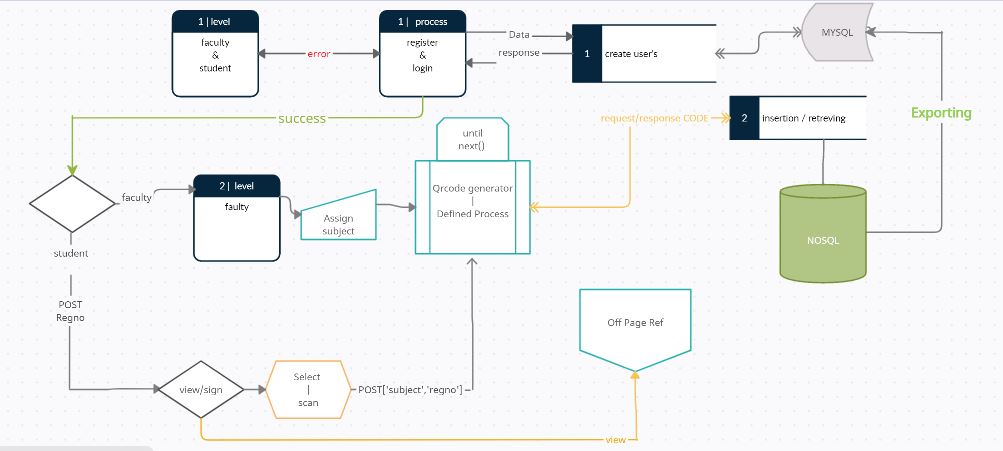 1 | level
faculty
&
student
error
1 | process
register
&
login
Data
response
1
create user's
MYSQL
success
Exporting
until
next()
request/response CODE
2
insertion / retreving
faculty
2 | level
faulty
Assign
subject
Qrcode generator
|
Defined Process
NOSQL
student
POST
Regno
Off Page Ref
view/sign
Select
|
scan
POST['subject','regno']
view